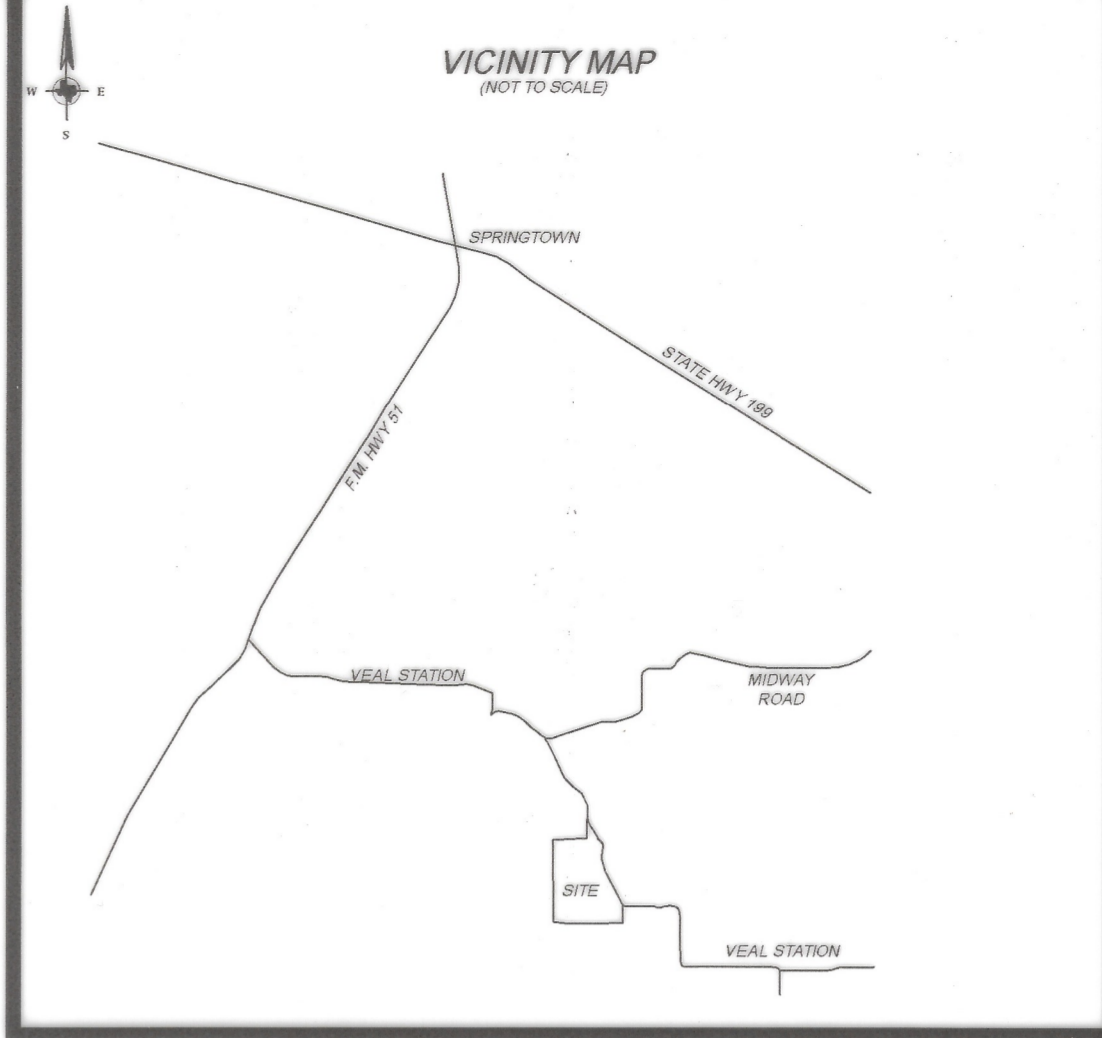 VICINITY MAP
(NOT TO SCALE)
W
E
S
SPRINGTOWN
STATE HWY 199
F.M. HWY 51
VEAL STATION
MIDWAY
ROAD
SITE
VEAL STATION